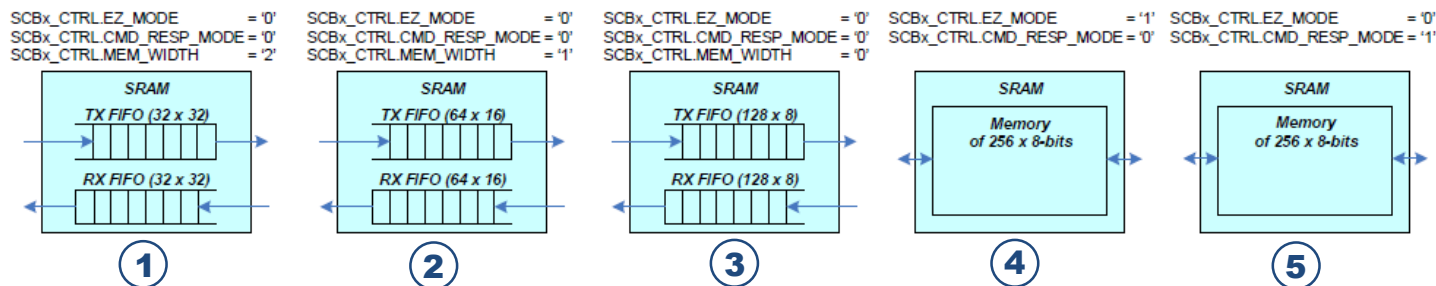 SCBx_CTRL.EZ_MODE = '0'
SCBx_CTRL.CMD_RESP_MODE = '0'
SCBx_CTRL.MEM_WIDTH = '2'
SRAM
TX FIFO (32 x 32)
RX FIFO (32 x 32)
1
SCBx_CTRL.EZ_MODE = '0'
SCBx_CTRL.CMD_RESP_MODE = '0'
SCBx_CTRL.MEM_WIDTH = '1'
SRAM
TX FIFO (64 x 16)
RX FIFO (64 x 16)
2
SCBx_CTRL.EZ_MODE = '0'
SCBx_CTRL.CMD_RESP_MODE = '0'
SCBx_CTRL.MEM_WIDTH = '0'
SRAM
TX FIFO (128 x 8)
RX FIFO (128 x 8)
3
SCBx_CTRL.EZ_MODE = '1'
SCBx_CTRL.CMD_RESP_MODE = '0'
SRAM
Memory
of 256 x 8-bits
4
SCBx_CTRL.EZ_MODE = '0'
SCBx_CTRL.CMD_RESP_MODE = '1'
SRAM
Memory
of 256 x 8-bits
5